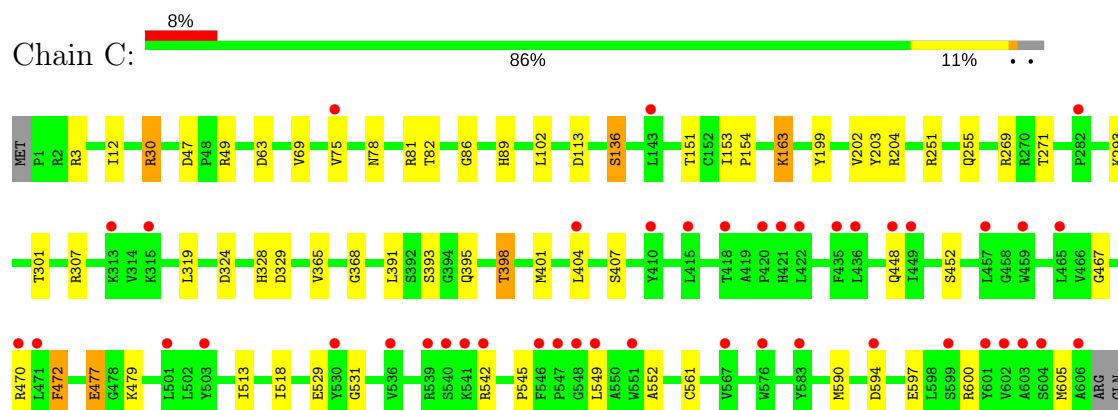 8%
Chain C:
86% 11% • •
MET P1 R2 R3 I12 R30 D47 P48 R49 D63 V69 V75 N78 R81 T82 G86 H89 L102 D113 S136 L143 T151 C152 I153 P154 K163 Y199 V202 Y203 R204 R251 Q255 R269 R270 T271 P282 K293
T301 R307 K313 V314 K315 L319 D324 H328 D329 V365 G368 L391 S392 S393 G394 Q395 T398 M401 L404 S407 Y410 L415 T418 A419 P420 H421 L422 F435 L436 Q448 I449 S452 L457 G458 W459 L465 V466 G467
R470 L471 F472 E477 G478 K479 L501 L502 Y503 I513 I518 E529 Y530 G531 V536 R539 S540 K541 R542 P545 F546 P547 G548 L549 A550 W551 A552 C561 V567 W576 Y583 M590 D594 E597 L598 S599 R600 Y601 V602 A603 S604 M605 A606 ARG